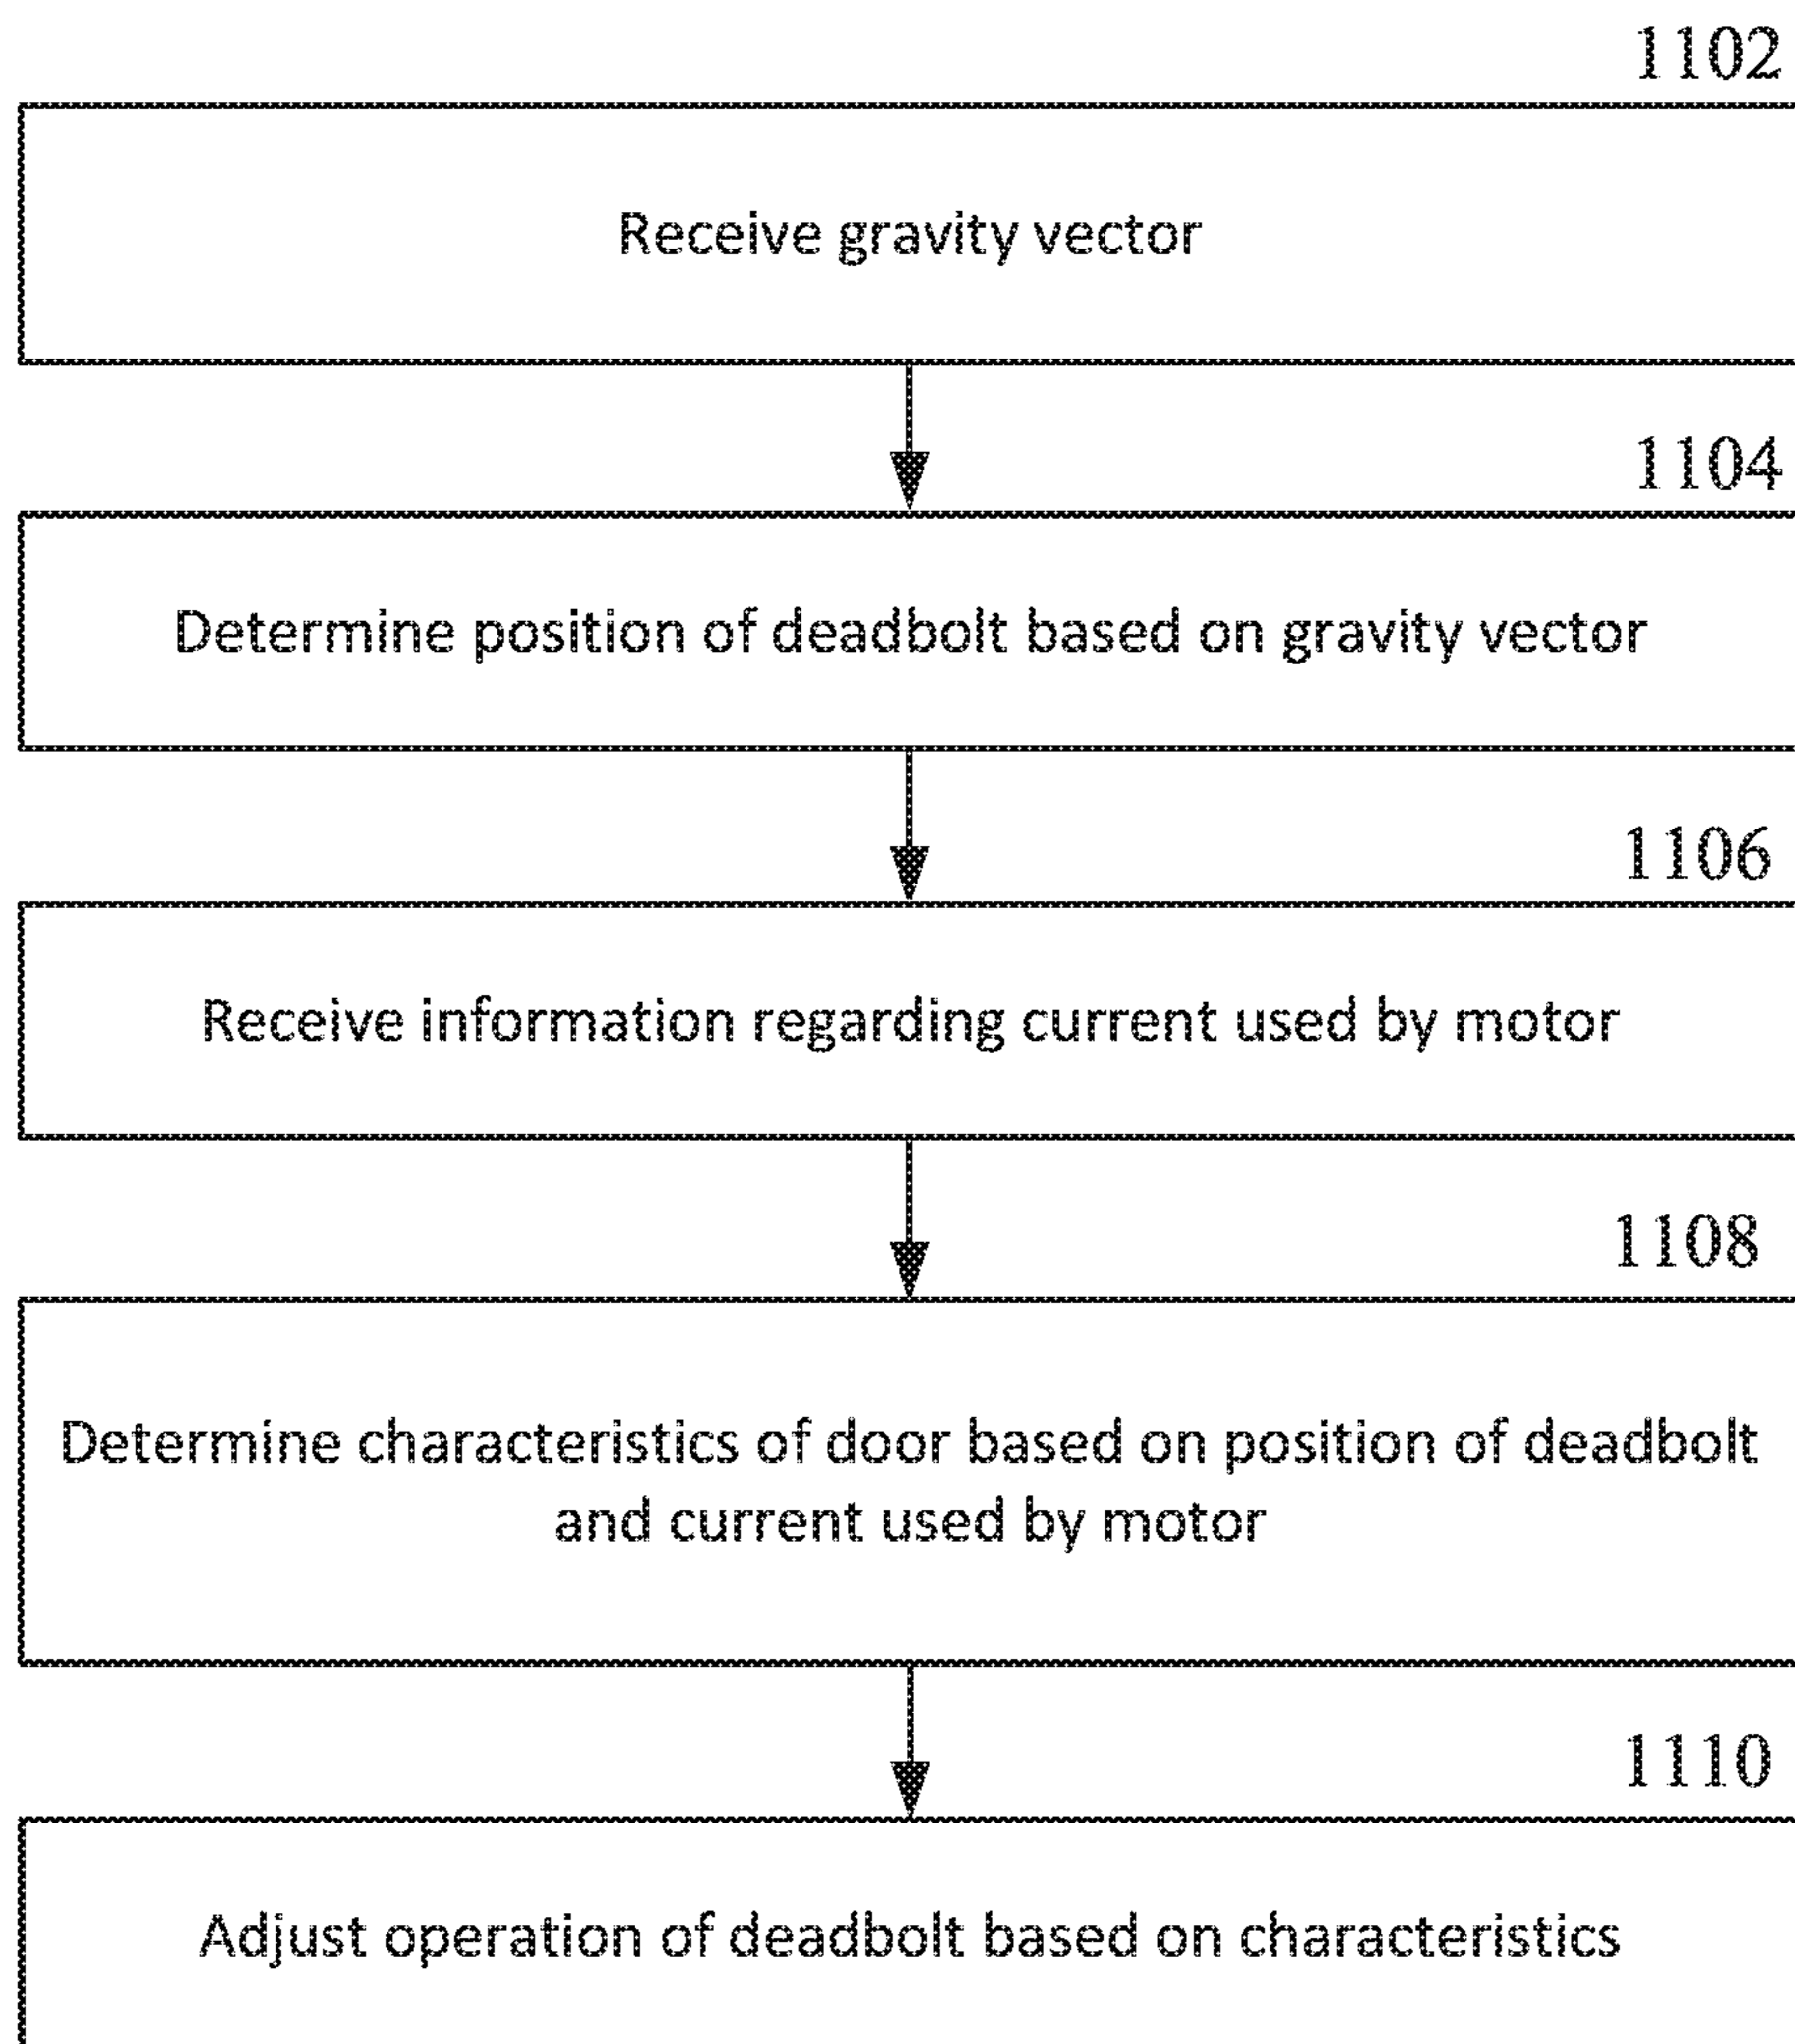 1102
Receive gravity vector
1104
Determine position of deadbolt based on gravity vector
1106
Receive information regarding current used by motor
1108
Determine characteristics of door based on position of deadbolt
and current used by motor
1110
Adjust operation of deadbolt based on characteristics